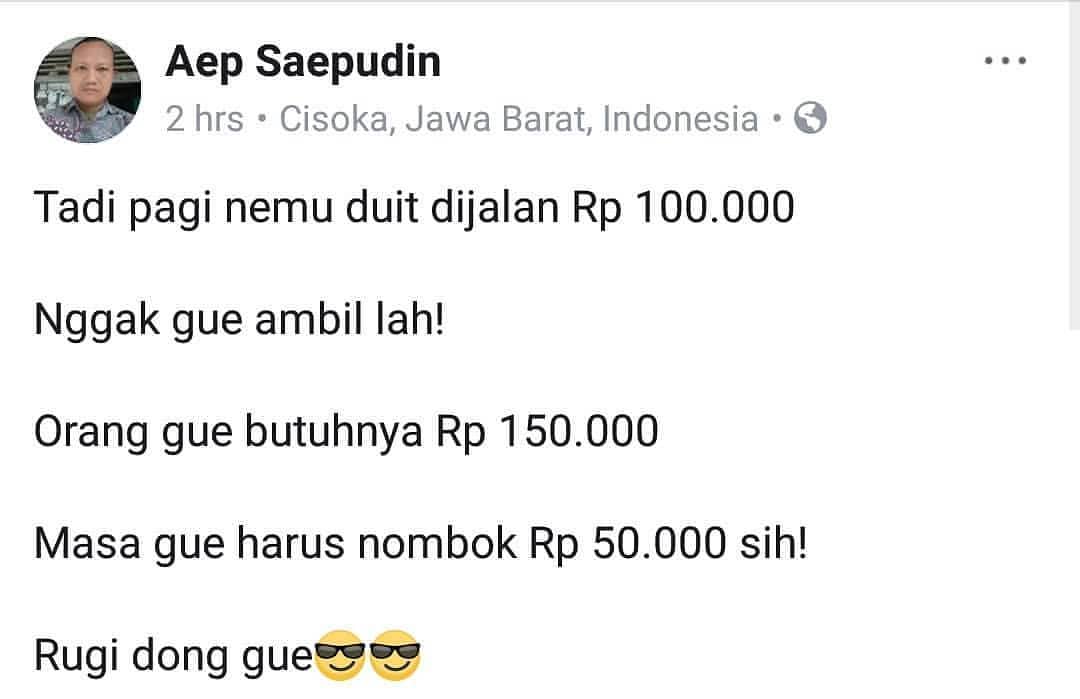 Aep Saepudin
2 hrs • Cisoka, Jawa Barat, Indonesia •
Tadi pagi nemu duit dijalan Rp 100.000
Nggak gue ambil lah!
Orang gue butuhnya Rp 150.000
Masa gue harus nombok Rp 50.000 sih!
Rugi dong gue😎😎